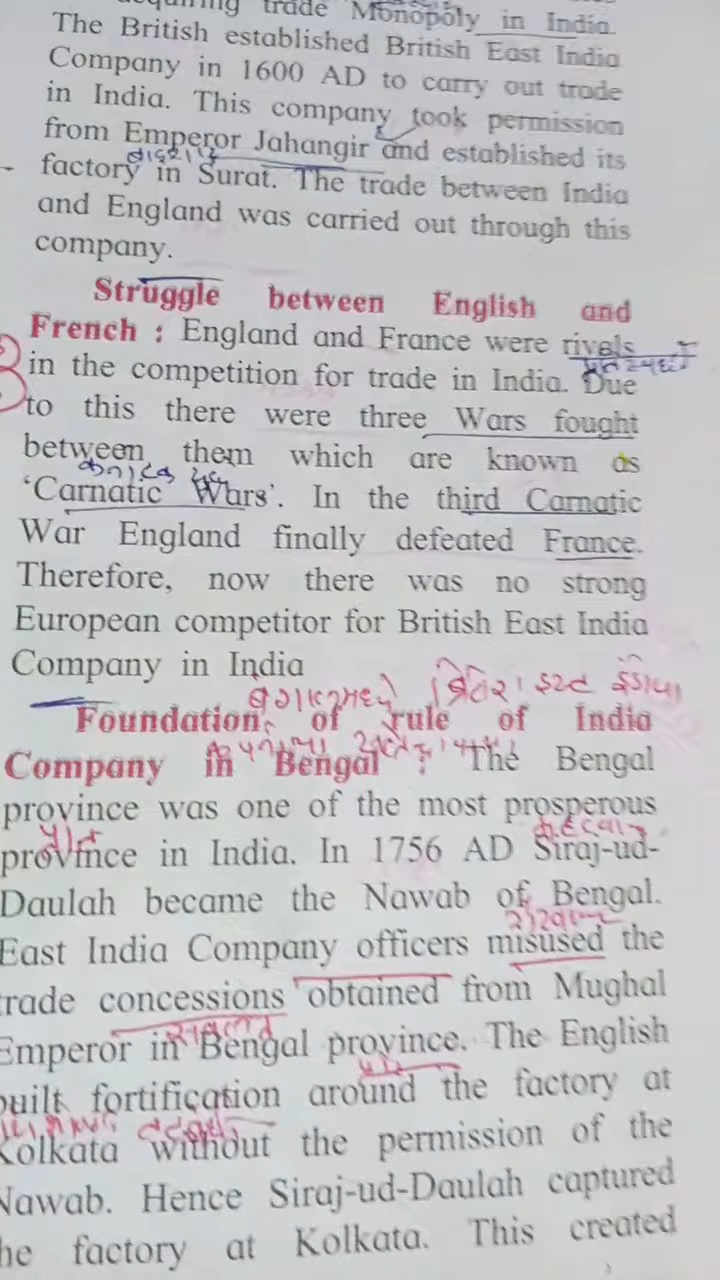 acquiring trade Monopoly in India.
The British established British East India
Company in 1600 AD to carry out trade
in India. This company took permission
from Emperor Jahangir and established its
factory in Surat. The trade between India
and England was carried out through this
company.
Struggle between English and
French : England and France were rivels
in the competition for trade in India. Due
to this there were three Wars fought
between them which are known as
'Carnatic Wars'. In the third Carnatic
War England finally defeated France.
Therefore, now there was no strong
European competitor for British East India
Company in India
Foundation of rule of India
Company in Bengal : The Bengal
province was one of the most prosperous
province in India. In 1756 AD Siraj-ud-
Daulah became the Nawab of Bengal.
East India Company officers misused the
trade concessions obtained from Mughal
Emperor in Bengal province. The English
built fortification around the factory at
Kolkata without the permission of the
Nawab. Hence Siraj-ud-Daulah captured
he factory at Kolkata. This created